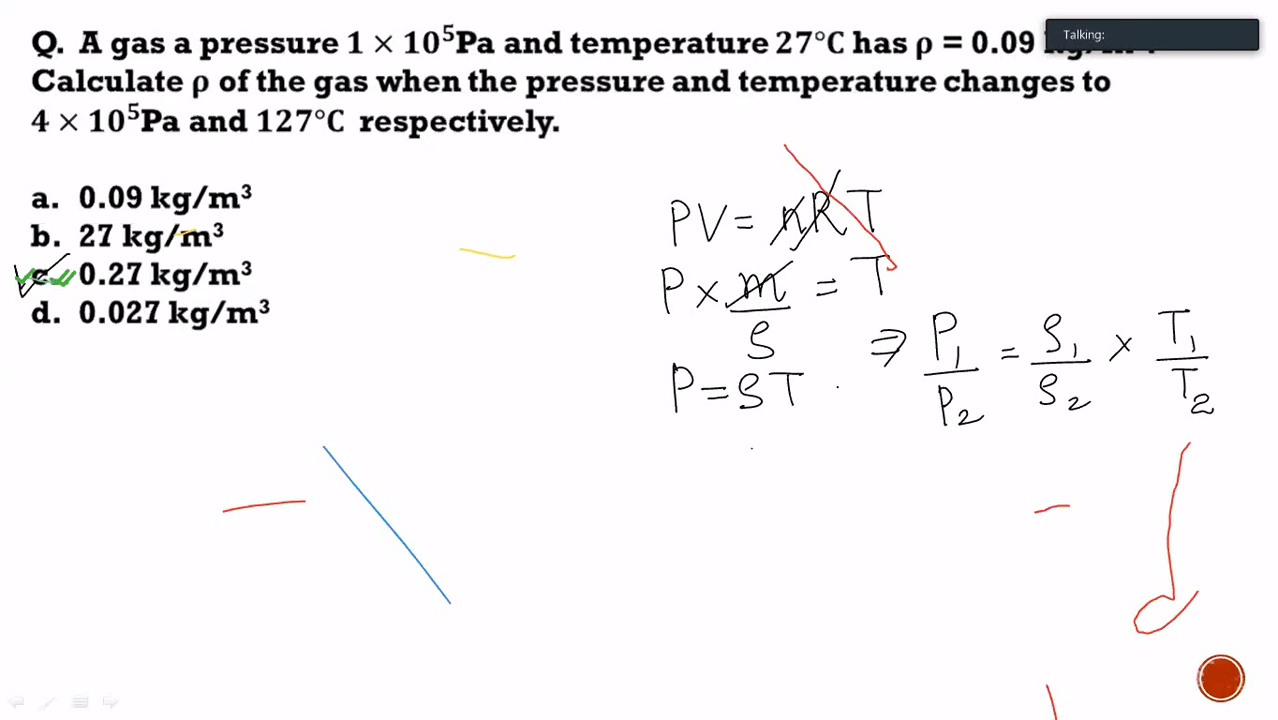 Talking:
Q. A gas a pressure 1 × 10⁵Pa and temperature 27°C has ρ = 0.09
Calculate ρ of the gas when the pressure and temperature changes to
4 × 10⁵Pa and 127°C respectively.
a. 0.09 kg/m³
b. 27 kg/m³
c. 0.27 kg/m³
d. 0.027 kg/m³
PV = nRT
P × m/ρ = T
P = ρT
⇒ P₁/P₂ = ρ₁/ρ₂ × T₁/T₂